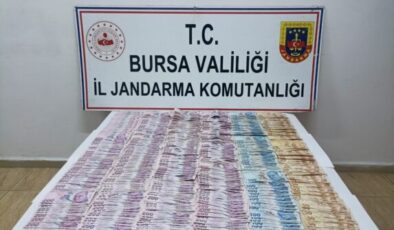 T.C.
BURSA VALİLİĞİ
İL JANDARMA KOMUTANLIĞI